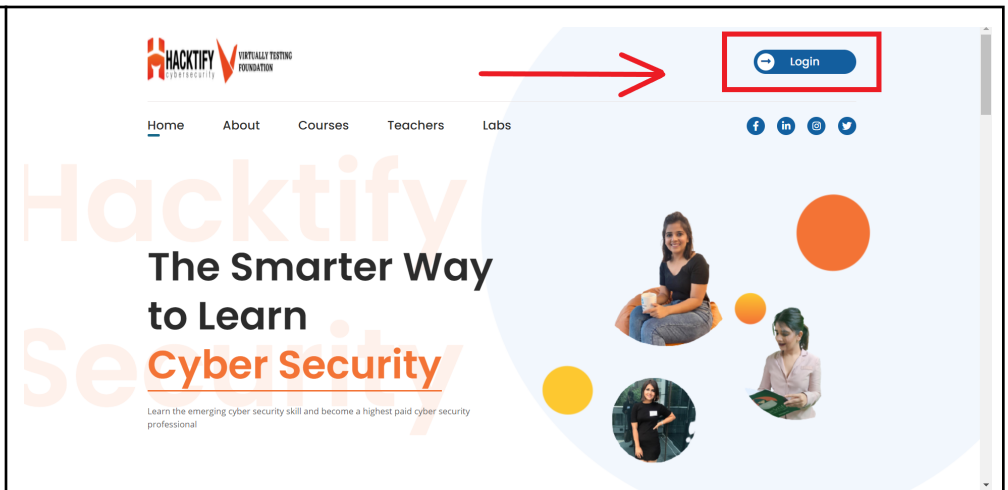 HACKTIFY
cybersecurity
VIRTUALLY TESTING
FOUNDATION
Login
Home About Courses Teachers Labs
Hacktify
Security
The Smarter Way
to Learn
Cyber Security
Learn the emerging cyber security skill and become a highest paid cyber security
professional